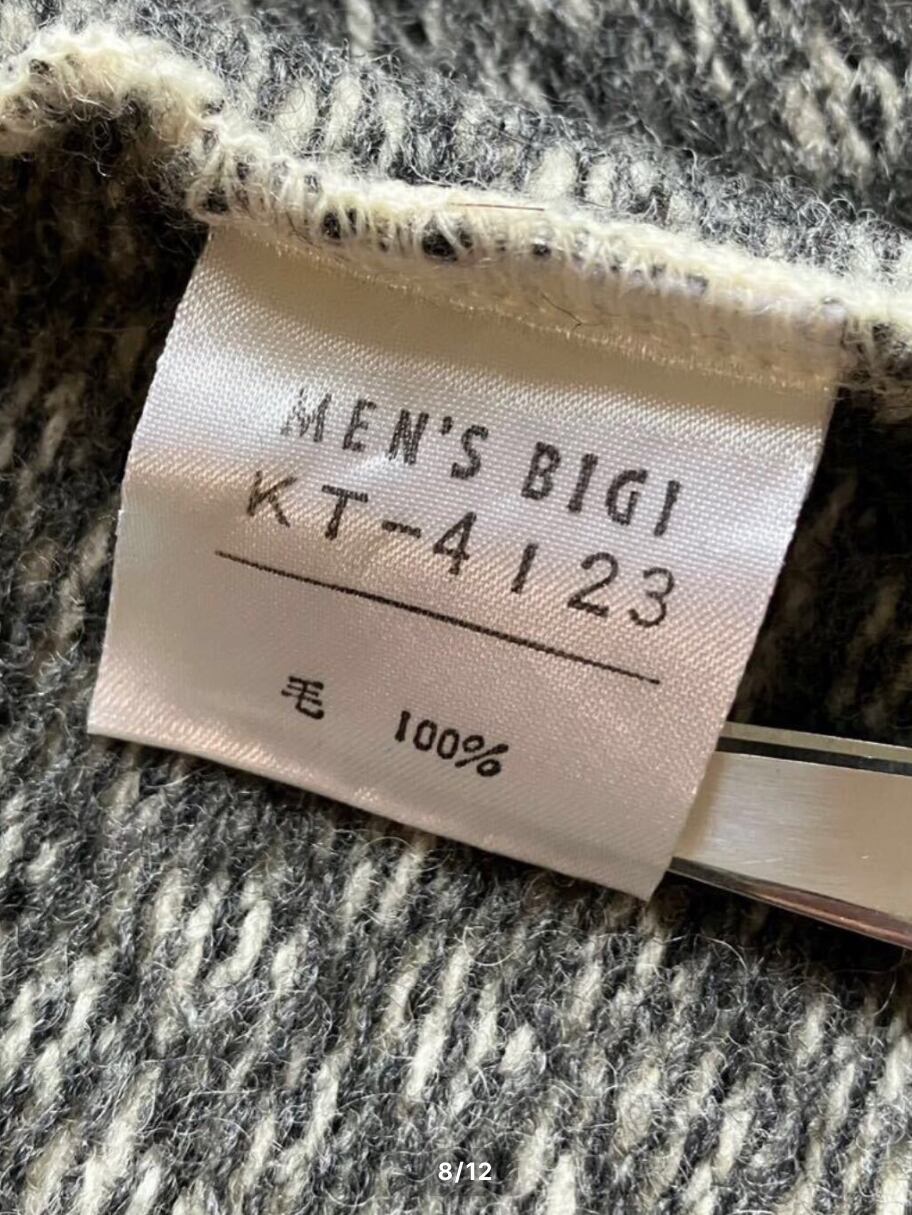 MEN'S BIGI
KT-4123
毛 100%
8/12